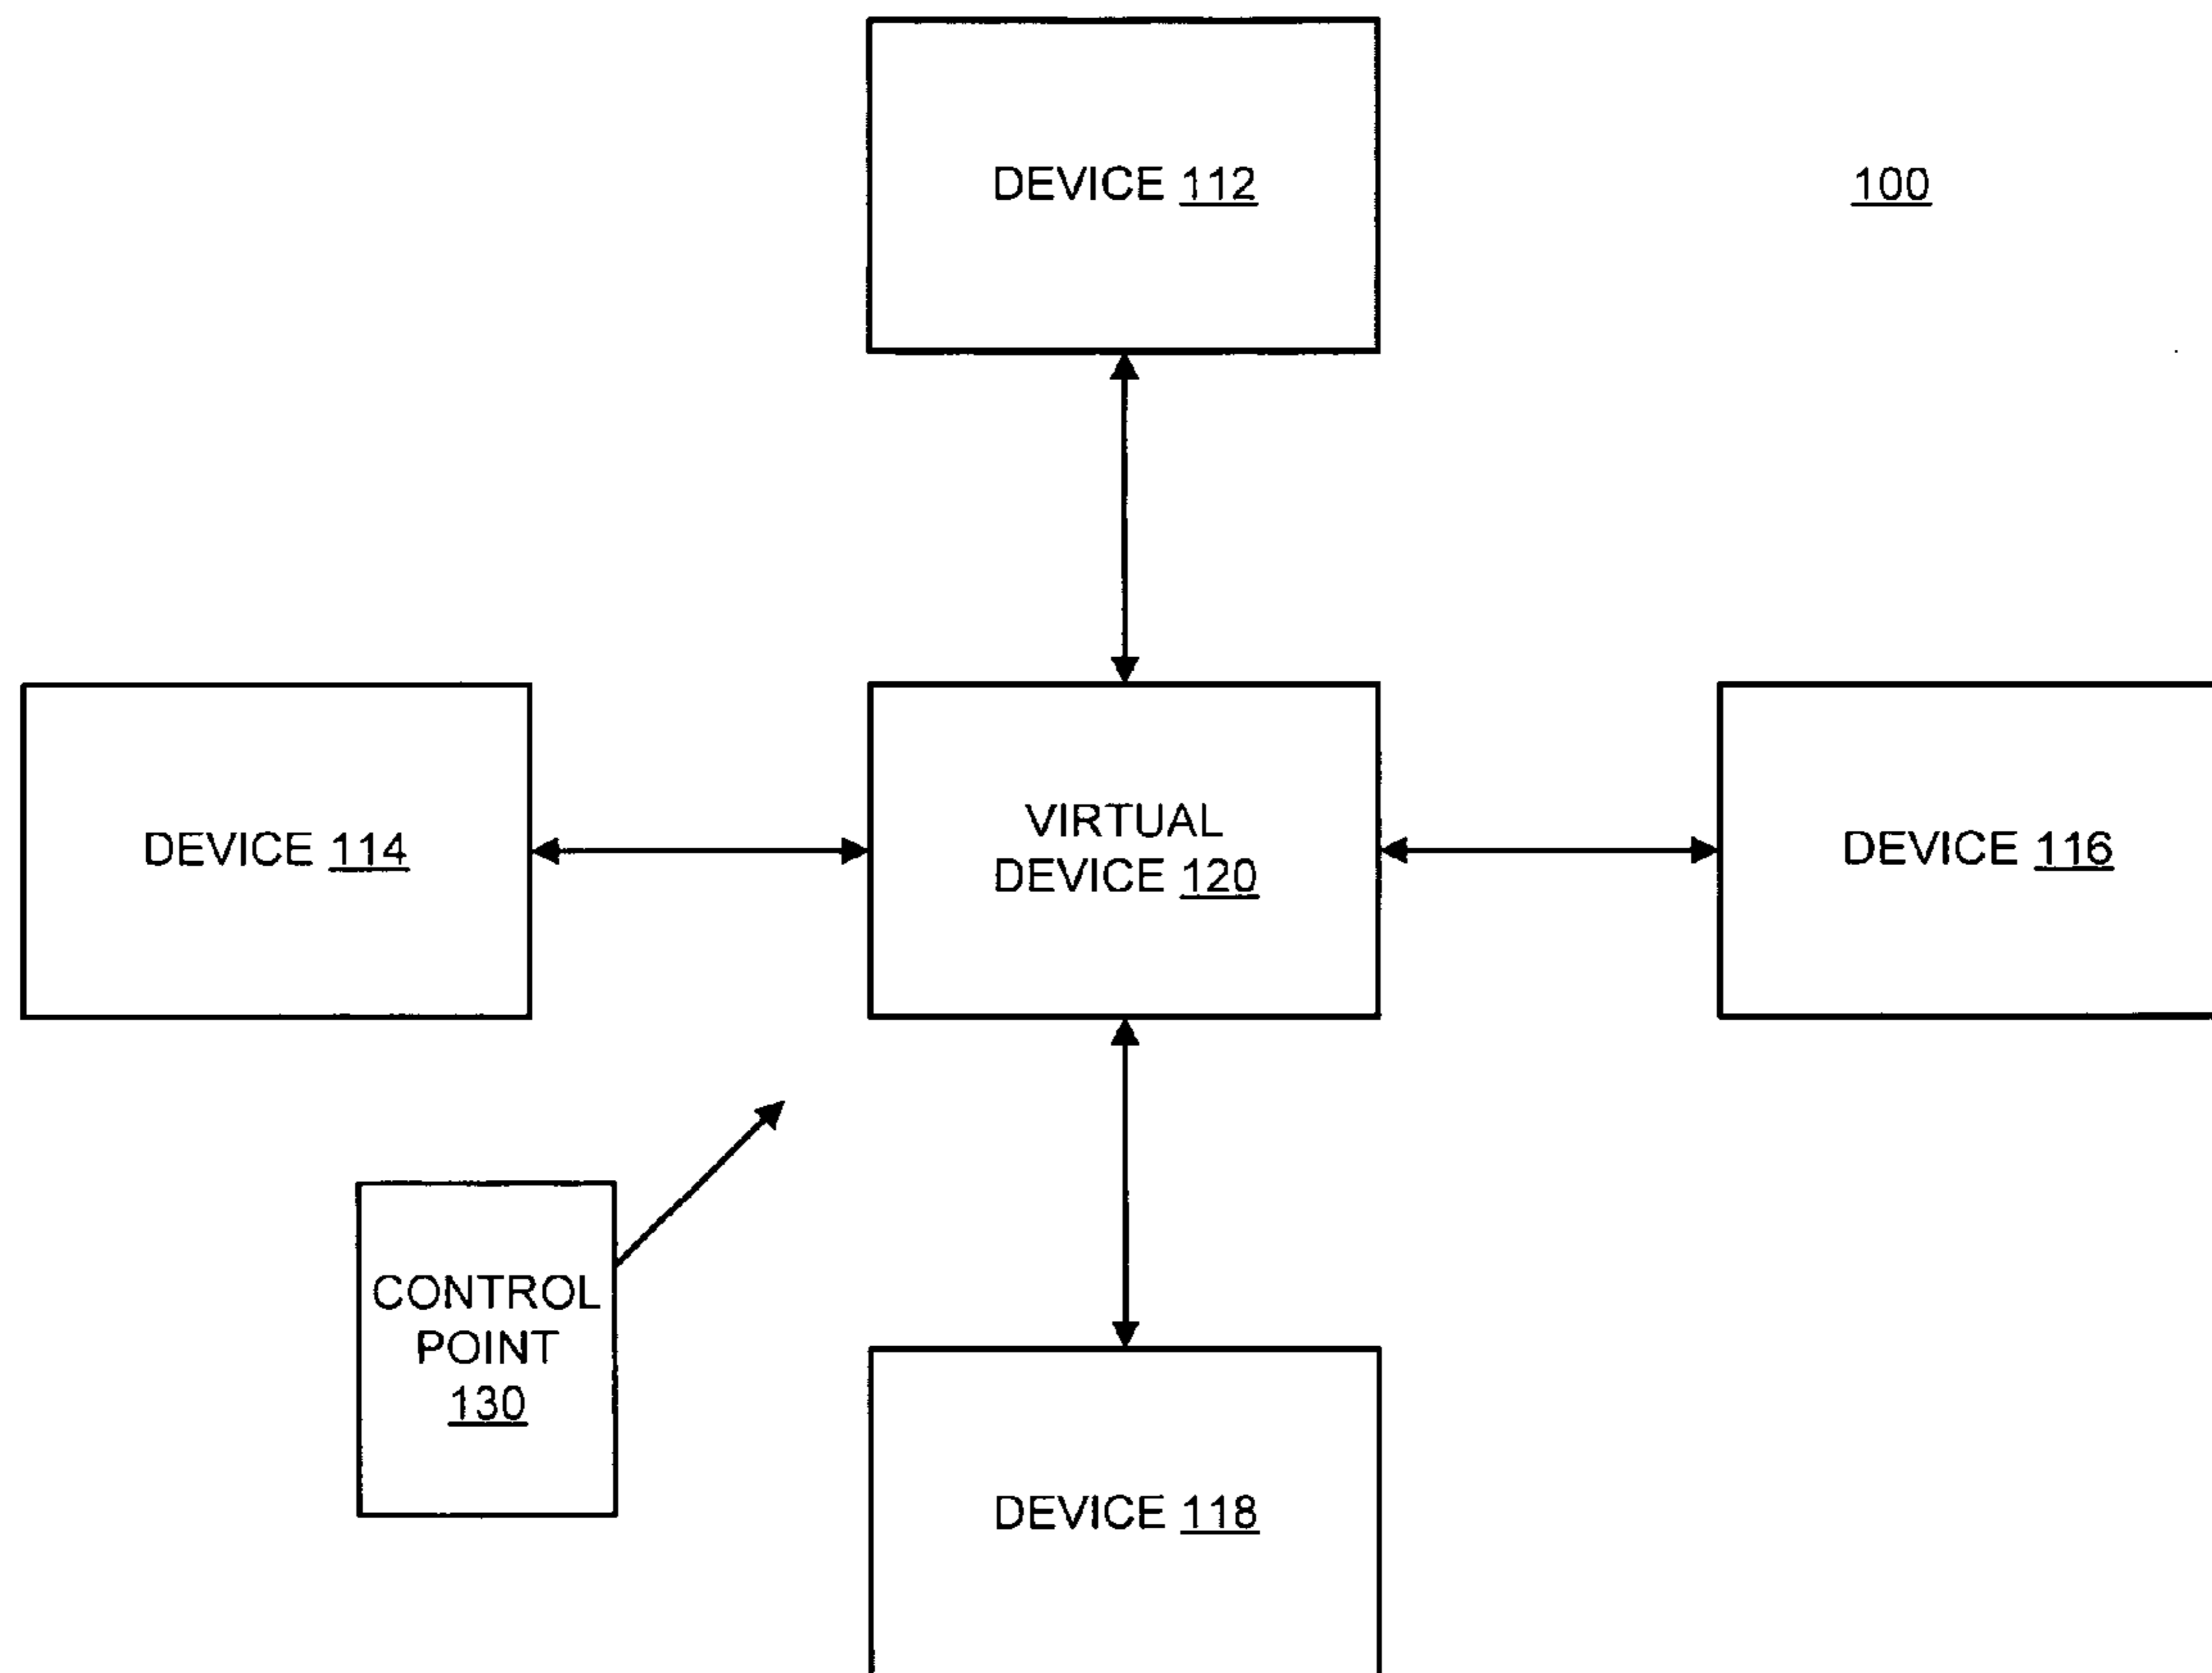 DEVICE 112
100
DEVICE 114
VIRTUAL
DEVICE 120
DEVICE 116
CONTROL
POINT
130
DEVICE 118